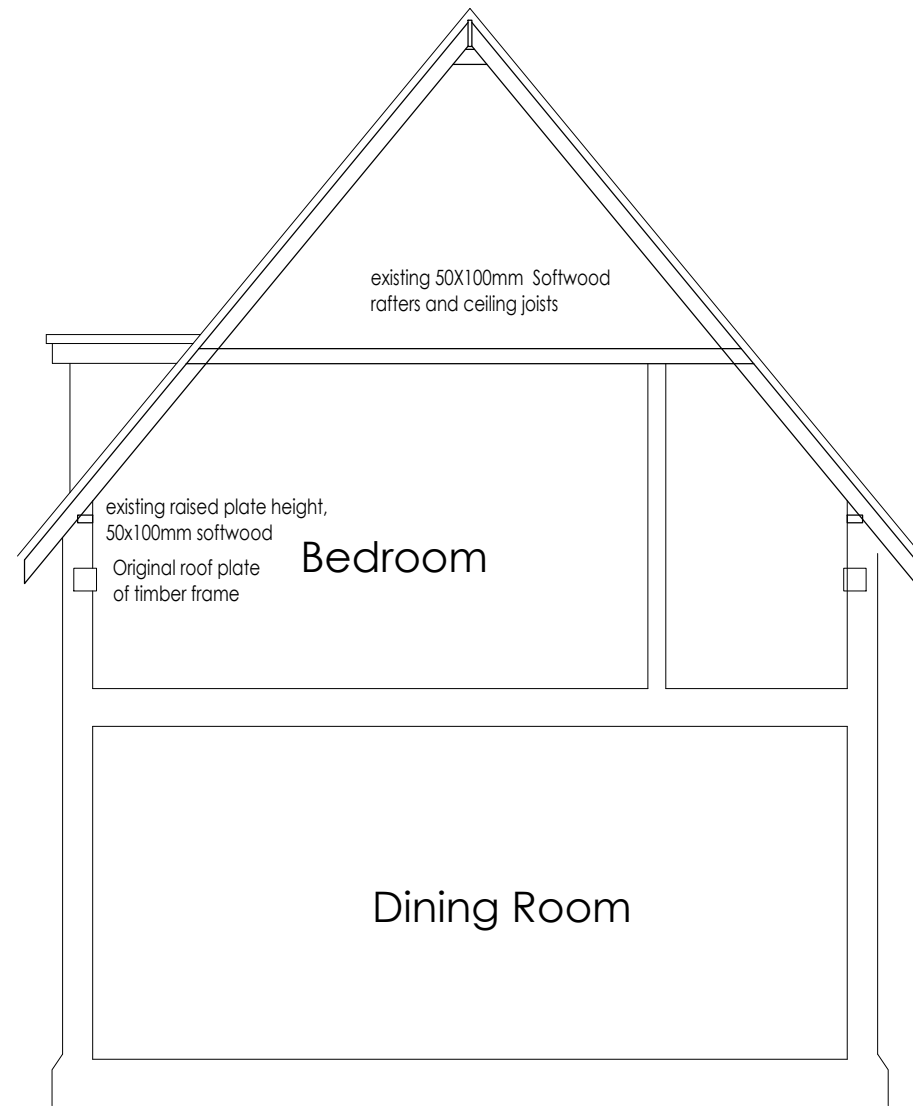 existing 50X100mm Softwood
rafters and ceiling joists
existing raised plate height,
50x100mm softwood
Bedroom
Original roof plate
of timber frame
Dining Room